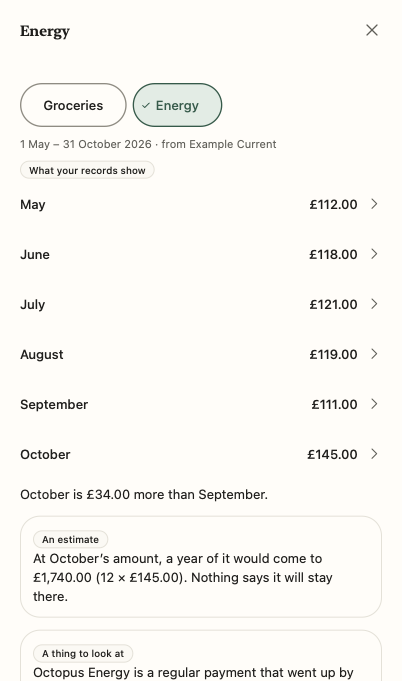 Energy
Groceries
Energy
1 May – 31 October 2026 · from Example Current
What your records show
May £112.00
June £118.00
July £121.00
August £119.00
September £111.00
October £145.00
October is £34.00 more than September.
An estimate
At October’s amount, a year of it would come to
£1,740.00 (12 × £145.00). Nothing says it will stay
there.
A thing to look at
Octopus Energy is a regular payment that went up by